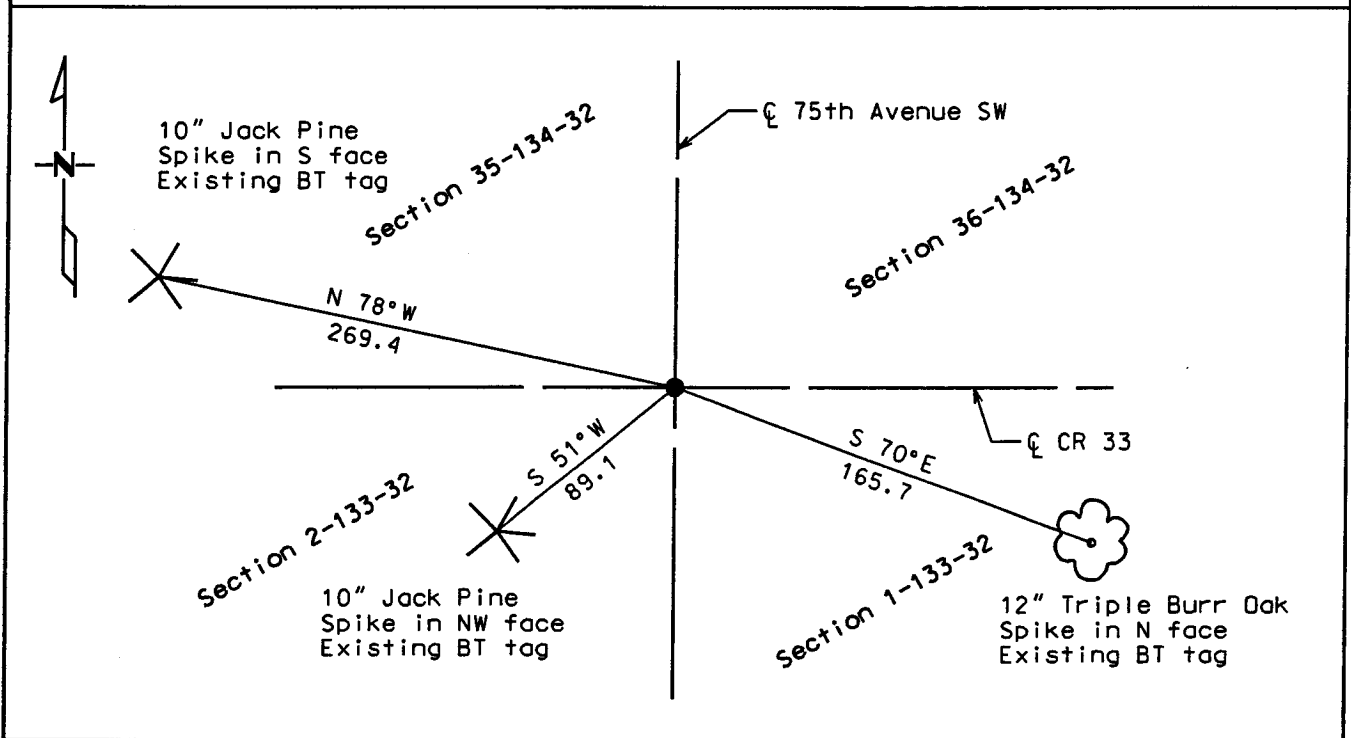 ℄ 75th Avenue SW
10" Jack Pine
Spike in S face
Existing BT tag
N
Section 35-134-32
Section 36-134-32
N 78°W
269.4
℄ CR 33
S 51°W
89.1
S 70°E
165.7
Section 2-133-32
Section 1-133-32
10" Jack Pine
Spike in NW face
Existing BT tag
12" Triple Burr Oak
Spike in N face
Existing BT tag